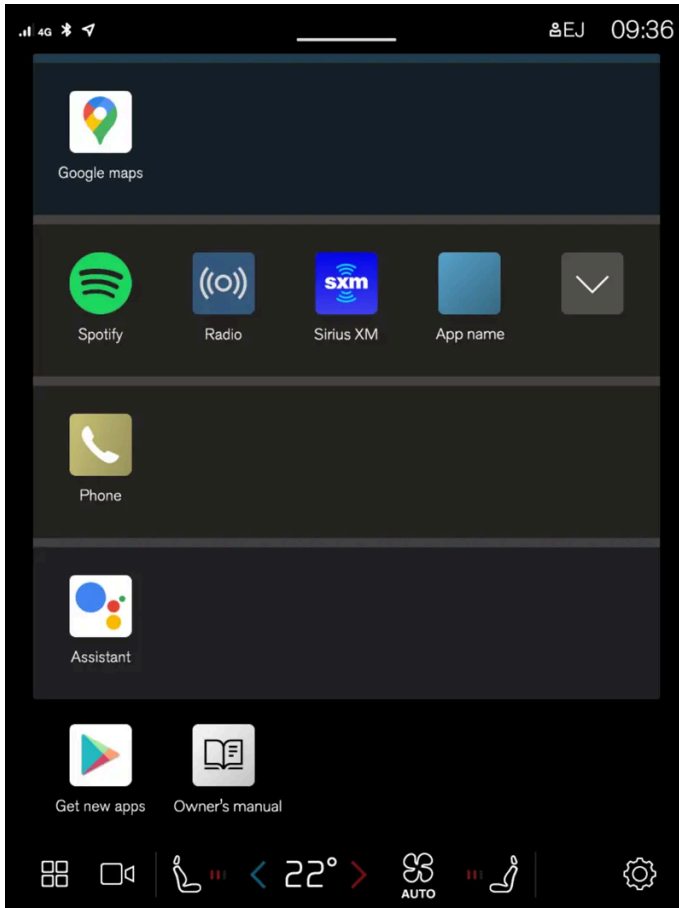 4G
EJ 09:36
Google maps
((o))
sxm
Spotify Radio Sirius XM App name
Phone
Assistant
Get new apps Owner's manual
22°
AUTO